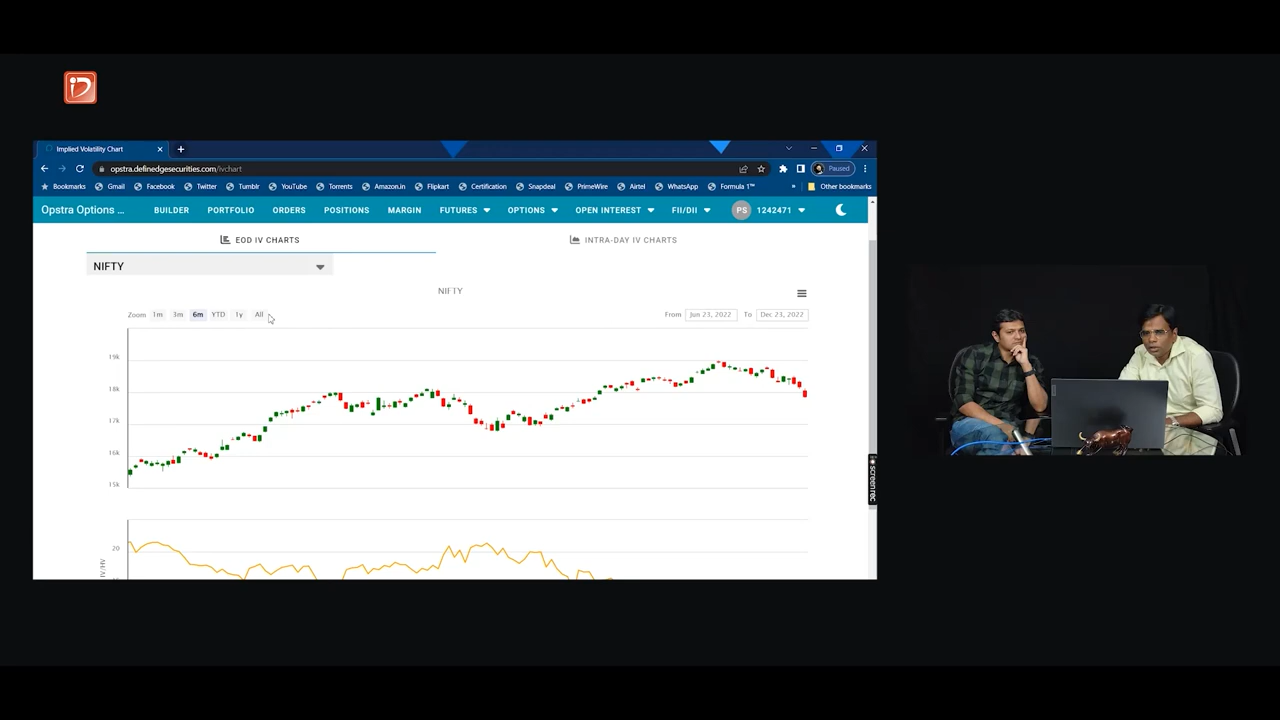 Implied Volatility Chart
opstra.definedgesecurities.com/ivchart
Paused
Bookmarks Gmail Facebook Twitter Tumblr YouTube Torrents Amazon.in Flipkart Certification Snapdeal PrimeWire Airtel WhatsApp Formula 1™ » Other bookmarks
Opstra Options ... BUILDER PORTFOLIO ORDERS POSITIONS MARGIN FUTURES OPTIONS OPEN INTEREST FII/DII PS 1242471
EOD IV CHARTS INTRA-DAY IV CHARTS
NIFTY
NIFTY
Zoom 1m 3m 6m YTD 1y All From Jun 23, 2022 To Dec 23, 2022
19k
18k
17k
16k
15k
20
IV/HV
screenrec